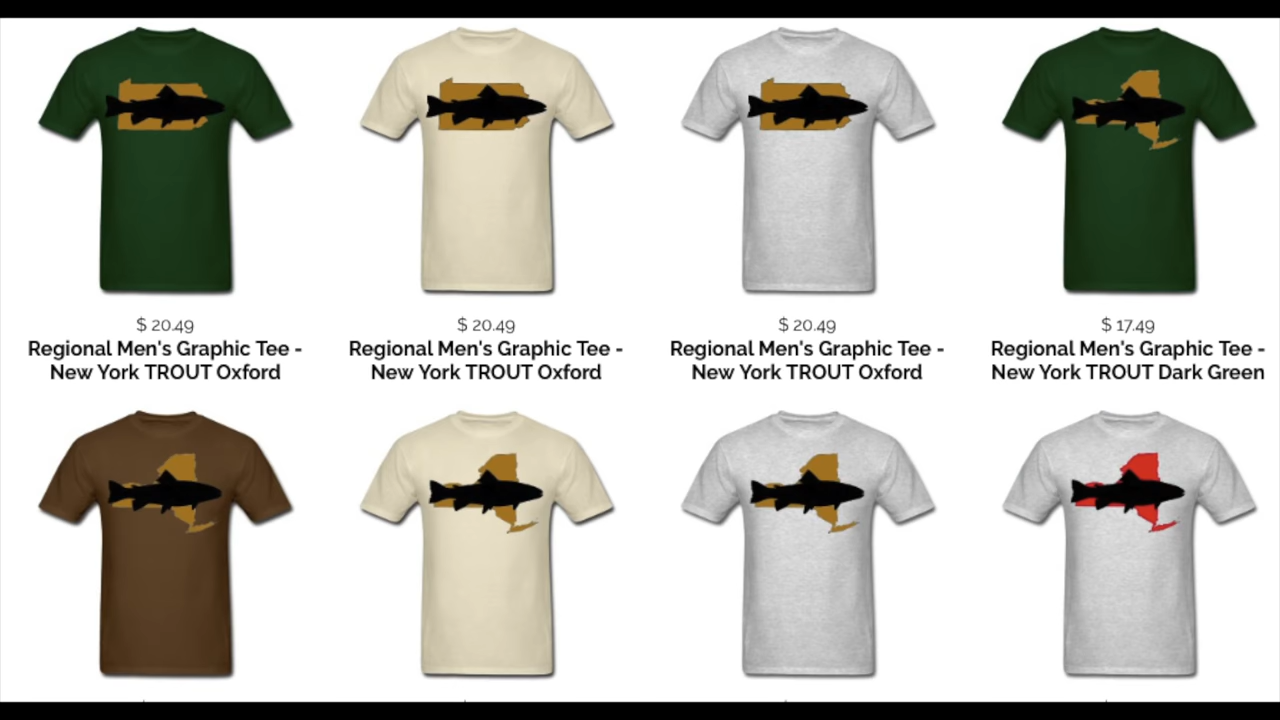 $ 20.49
Regional Men's Graphic Tee -
New York TROUT Oxford
$ 20.49
Regional Men's Graphic Tee -
New York TROUT Oxford
$ 20.49
Regional Men's Graphic Tee -
New York TROUT Oxford
$ 17.49
Regional Men's Graphic Tee -
New York TROUT Dark Green